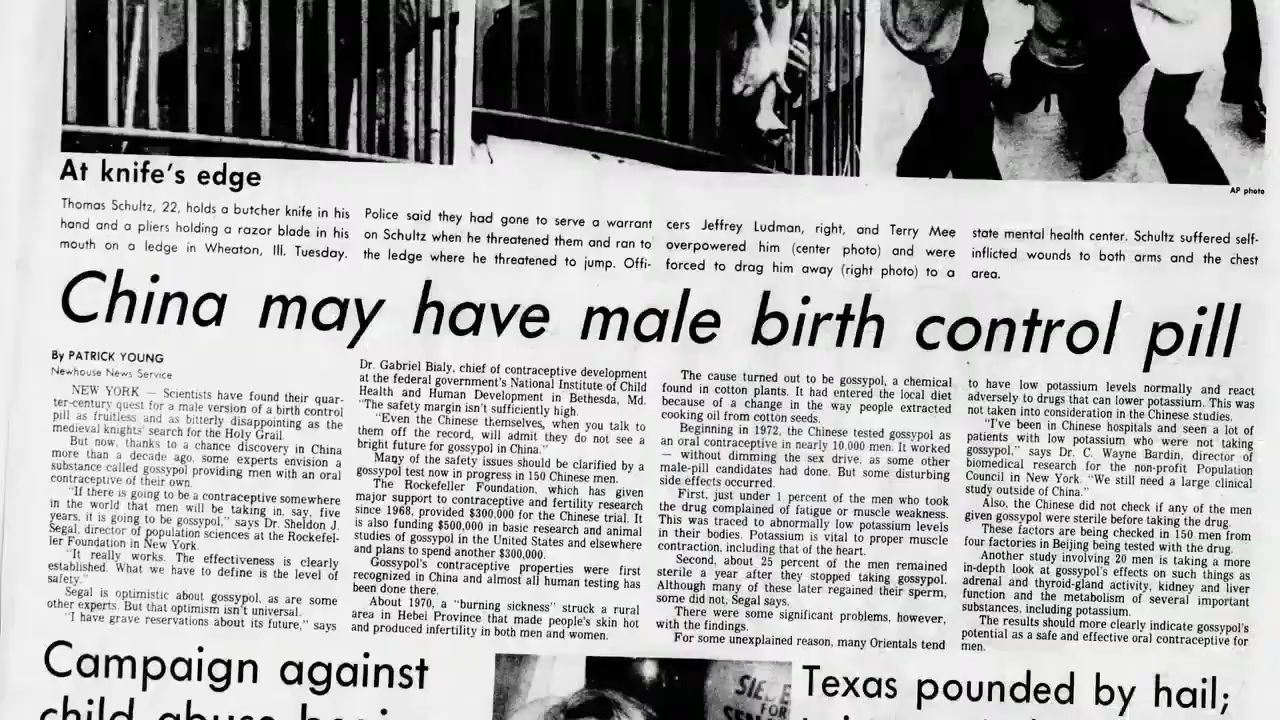 AP photo
At knife's edge
Thomas Schultz, 22, holds a butcher knife in his
hand and a pliers holding a razor blade in his
mouth on a ledge in Wheaton, Ill. Tuesday.
Police said they had gone to serve a warrant
on Schultz when he threatened them and ran to
the ledge where he threatened to jump. Offi-
cers Jeffrey Ludman, right, and Terry Mee
overpowered him (center photo) and were
forced to drag him away (right photo) to a
state mental health center. Schultz suffered self-
inflicted wounds to both arms and the chest
area.
China may have male birth control pill
By PATRICK YOUNG
Newhouse News Service
NEW YORK — Scientists have found their quar-
ter-century quest for a male version of a birth control
pill as fruitless and as bitterly disappointing as the
medieval knights' search for the Holy Grail.
But now, thanks to a chance discovery in China
more than a decade ago, some experts envision a
substance called gossypol providing men with an oral
contraceptive of their own.
"If there is going to be a contraceptive somewhere
in the world that men will be taking in, say, five
years, it is going to be gossypol," says Dr. Sheldon J.
Segal, director of population sciences at the Rockefel-
ler Foundation in New York.
"It really works. The effectiveness is clearly
established. What we have to define is the level of
safety."
Segal is optimistic about gossypol, as are some
other experts. But that optimism isn't universal.
"I have grave reservations about its future," says
Dr. Gabriel Bialy, chief of contraceptive development
at the federal government's National Institute of Child
Health and Human Development in Bethesda, Md.
"The safety margin isn't sufficiently high.
"Even the Chinese themselves, when you talk to
them off the record, will admit they do not see a
bright future for gossypol in China."
Many of the safety issues should be clarified by a
gossypol test now in progress in 150 Chinese men.
The Rockefeller Foundation, which has given
major support to contraceptive and fertility research
since 1968, provided $300,000 for the Chinese trial. It
is also funding $500,000 in basic research and animal
studies of gossypol in the United States and elsewhere
and plans to spend another $300,000.
Gossypol's contraceptive properties were first
recognized in China and almost all human testing has
been done there.
About 1970, a "burning sickness" struck a rural
area in Hebei Province that made people's skin hot
and produced infertility in both men and women.
The cause turned out to be gossypol, a chemical
found in cotton plants. It had entered the local diet
because of a change in the way people extracted
cooking oil from cotton seeds.
Beginning in 1972, the Chinese tested gossypol as
an oral contraceptive in nearly 10,000 men. It worked
— without dimming the sex drive, as some other
male-pill candidates had done. But some disturbing
side effects occurred.
First, just under 1 percent of the men who took
the drug complained of fatigue or muscle weakness.
This was traced to abnormally low potassium levels
in their bodies. Potassium is vital to proper muscle
contraction, including that of the heart.
Second, about 25 percent of the men remained
sterile a year after they stopped taking gossypol.
Although many of these later regained their sperm,
some did not, Segal says.
There were some significant problems, however,
with the findings.
For some unexplained reason, many Orientals tend
to have low potassium levels normally and react
adversely to drugs that can lower potassium. This was
not taken into consideration in the Chinese studies.
"I've been in Chinese hospitals and seen a lot of
patients with low potassium who were not taking
gossypol," says Dr. C. Wayne Bardin, director of
biomedical research for the non-profit Population
Council in New York. "We still need a large clinical
study outside of China."
Also, the Chinese did not check if any of the men
given gossypol were sterile before taking the drug.
These factors are being checked in 150 men from
four factories in Beijing being tested with the drug.
Another study involving 20 men is taking a more
in-depth look at gossypol's effects on such things as
adrenal and thyroid-gland activity, kidney and liver
function and the metabolism of several important
substances, including potassium.
The results should more clearly indicate gossypol's
potential as a safe and effective oral contraceptive for
men.
Campaign against
child abuse
FOR
Texas pounded by hail;